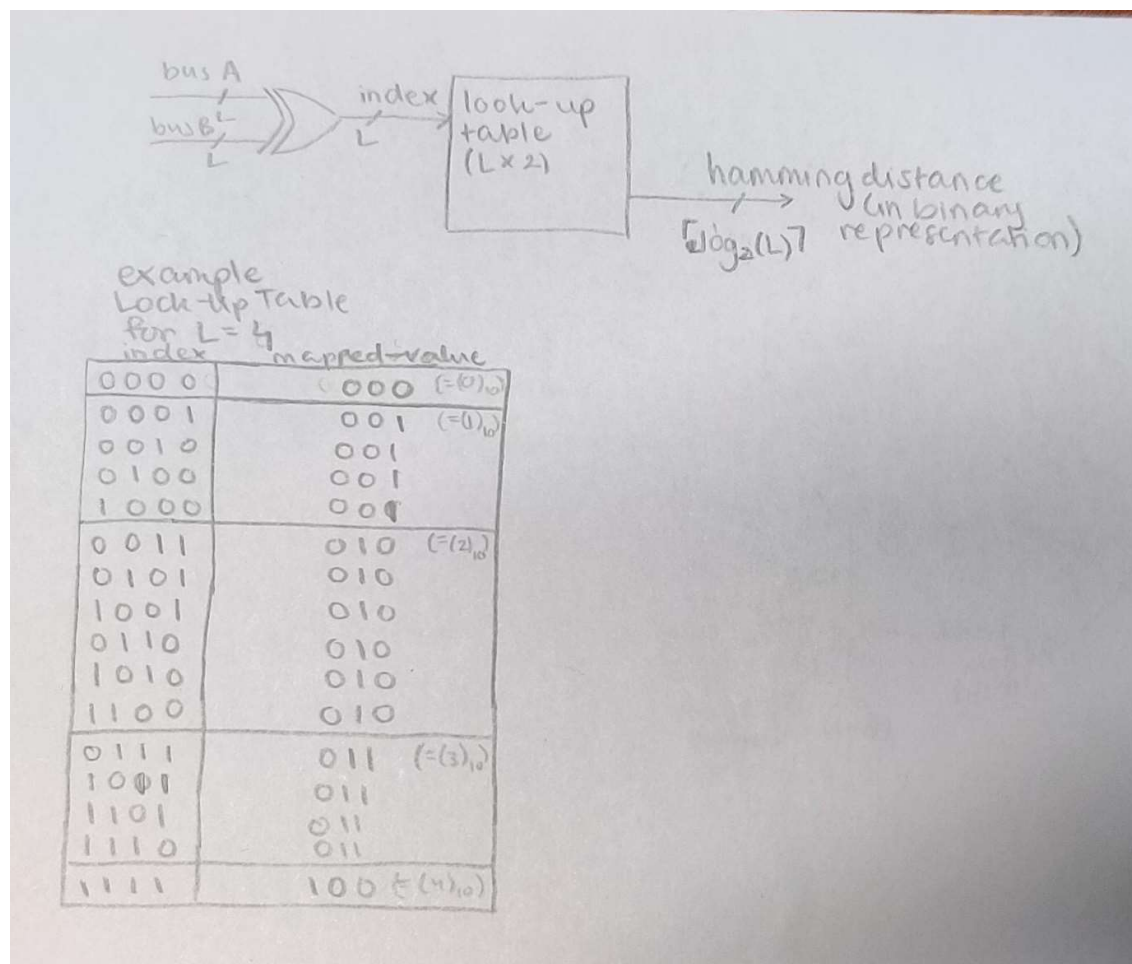 bus A
L
index
look-up
table
(L x 2)
bus B
L
L
hamming distance
(in binary
representation)
⌈log₂(L)⌉
example
Look-Up Table
for L = 4
index mapped-value
0000 000 (=(0)₁₀)
0001 001 (=(1)₁₀)
0010 001
0100 001
1000 001
0011 010 (=(2)₁₀)
0101 010
1001 010
0110 010
1010 010
1100 010
0111 011 (=(3)₁₀)
1011 011
1101 011
1110 011
1111 100 (=(4)₁₀)